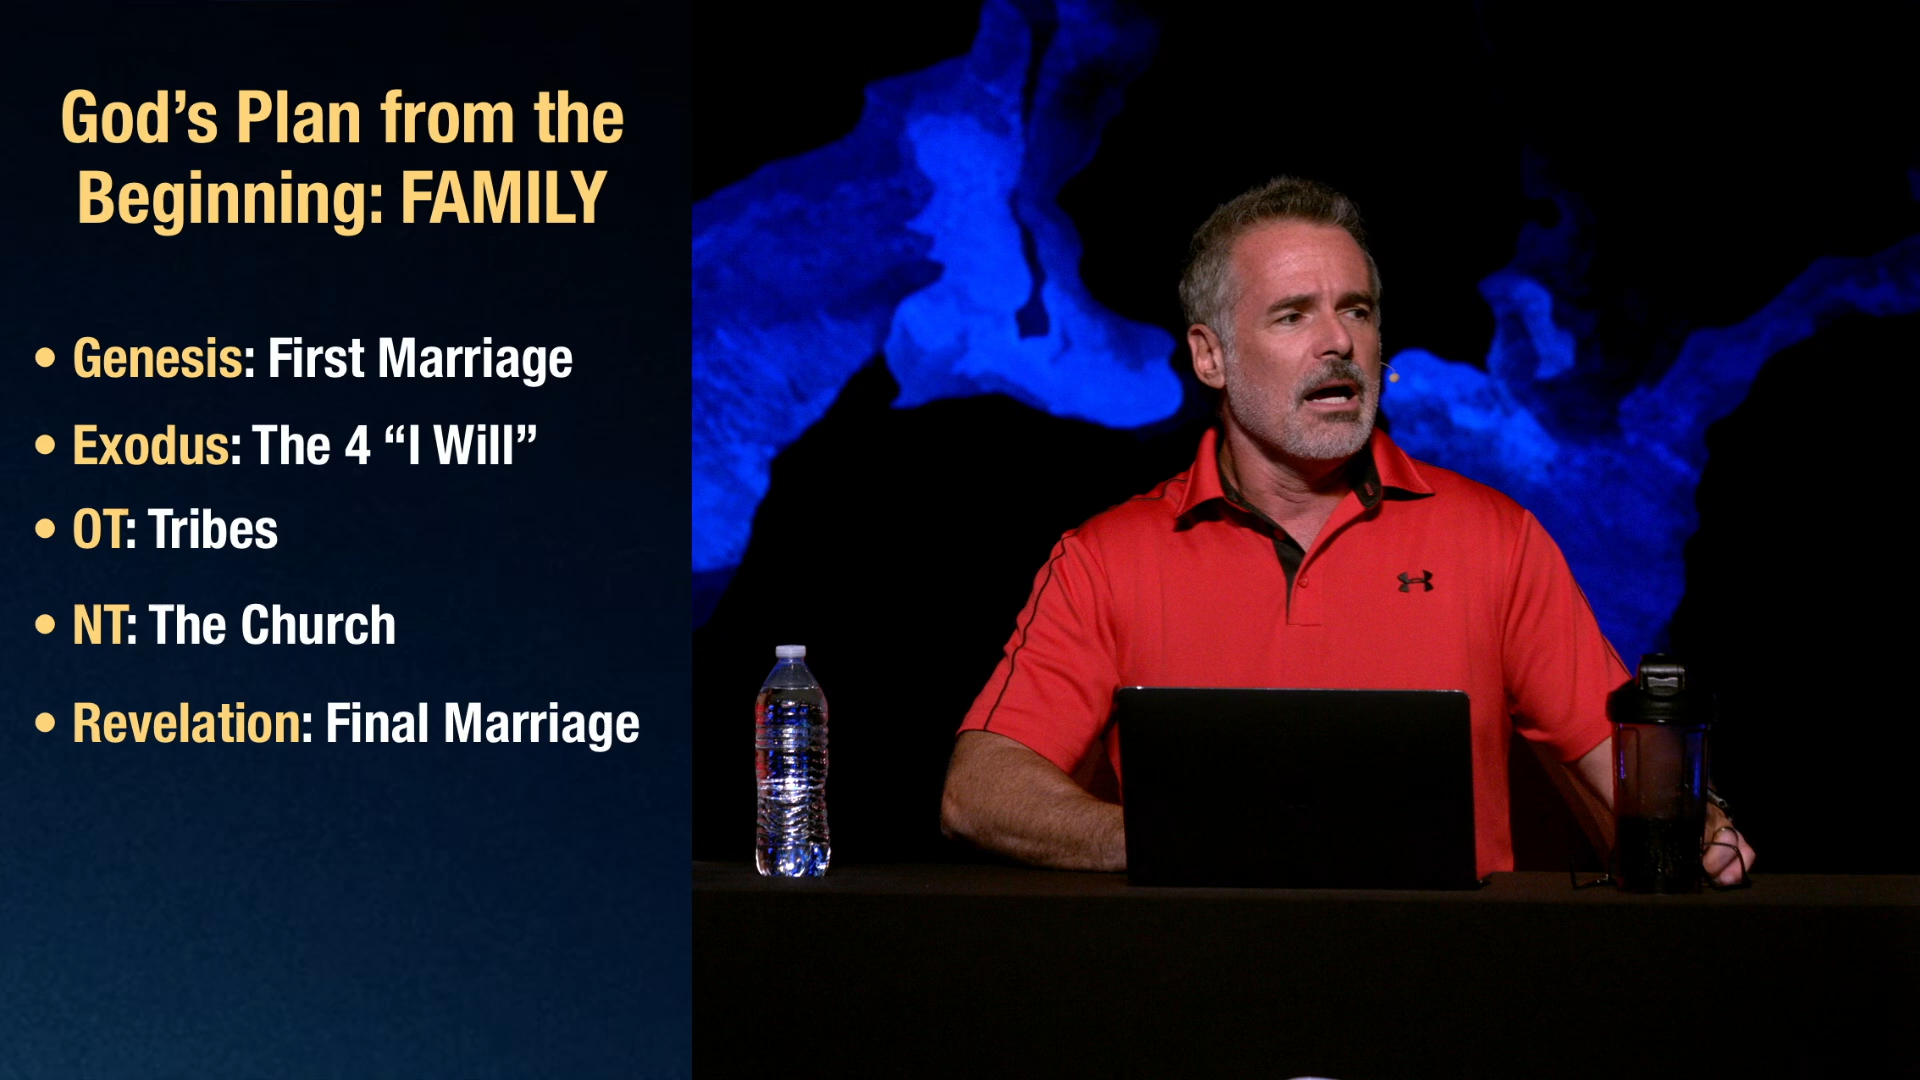 God’s Plan from the
Beginning: FAMILY
• Genesis: First Marriage
• Exodus: The 4 “I Will”
• OT: Tribes
• NT: The Church
• Revelation: Final Marriage